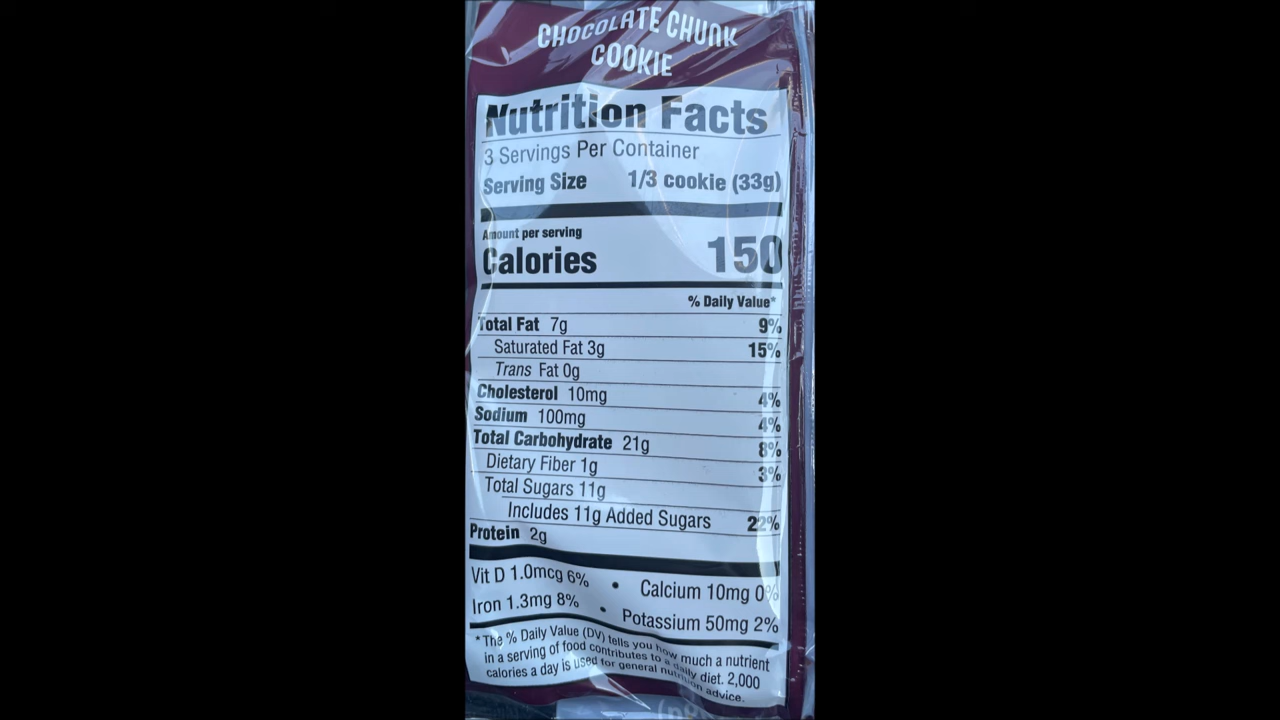 CHOCOLATE CHUNK
COOKIE
Nutrition Facts
3 Servings Per Container
Serving Size 1/3 cookie (33g)
Amount per serving
Calories 150
% Daily Value*
Total Fat 7g 9%
Saturated Fat 3g 15%
Trans Fat 0g
Cholesterol 10mg 4%
Sodium 100mg 4%
Total Carbohydrate 21g 8%
Dietary Fiber 1g 3%
Total Sugars 11g
Includes 11g Added Sugars 22%
Protein 2g
Vit D 1.0mcg 6% • Calcium 10mg 0%
Iron 1.3mg 8% • Potassium 50mg 2%
*The % Daily Value (DV) tells you how much a nutrient
in a serving of food contributes to a daily diet. 2,000
calories a day is used for general nutrition advice.